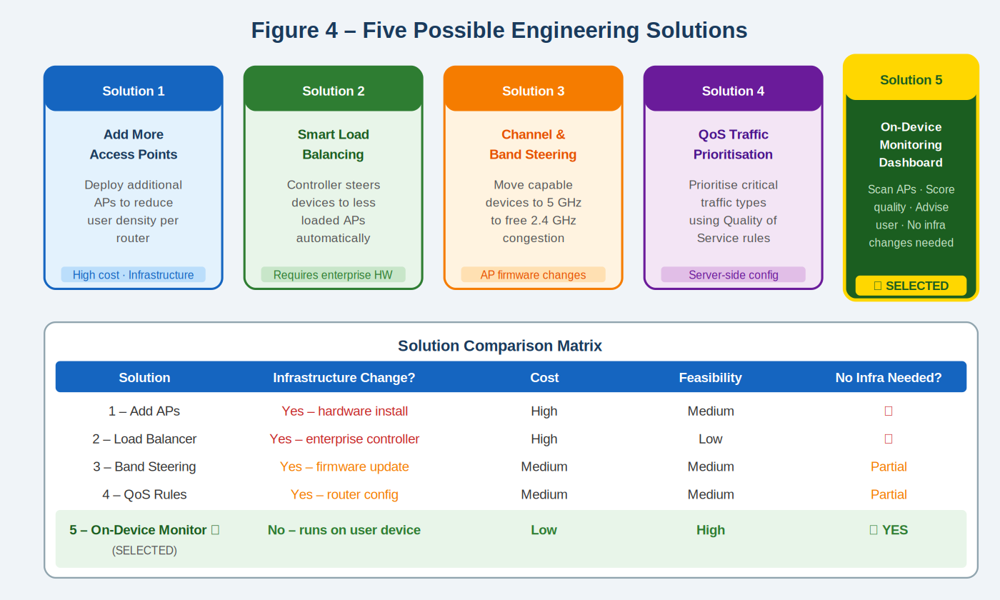 Figure 4 – Five Possible Engineering Solutions
Solution 1
Add More
Access Points
Deploy additional
APs to reduce
user density per
router
High cost · Infrastructure
Solution 2
Smart Load
Balancing
Controller steers
devices to less
loaded APs
automatically
Requires enterprise HW
Solution 3
Channel &
Band Steering
Move capable
devices to 5 GHz
to free 2.4 GHz
congestion
AP firmware changes
Solution 4
QoS Traffic
Prioritisation
Prioritise critical
traffic types
using Quality of
Service rules
Server-side config
Solution 5
On-Device
Monitoring
Dashboard
Scan APs · Score
quality · Advise
user · No infra
changes needed
SELECTED
Solution Comparison Matrix
Solution Infrastructure Change? Cost Feasibility No Infra Needed?
1 – Add APs Yes – hardware install High Medium
2 – Load Balancer Yes – enterprise controller High Low
3 – Band Steering Yes – firmware update Medium Medium Partial
4 – QoS Rules Yes – router config Medium Medium Partial
5 – On-Device Monitor No – runs on user device Low High YES
(SELECTED)